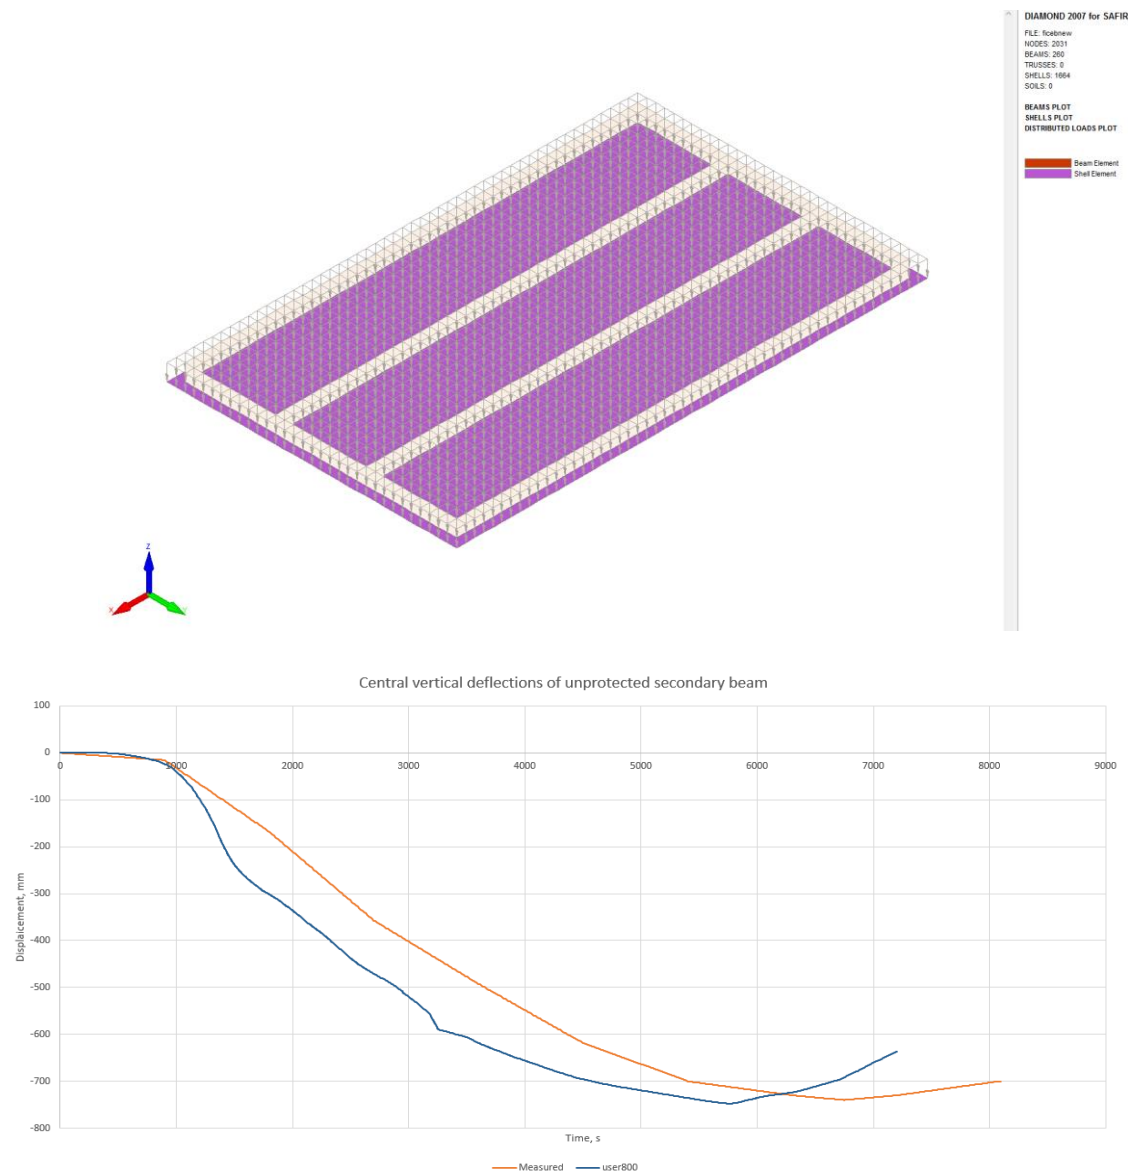 DIAMOND 2007 for SAFIR
FILE: ficebnew
NODES: 2031
BEAMS: 260
TRUSSES: 0
SHELLS: 1664
SOILS: 0
BEAMS PLOT
SHELLS PLOT
DISTRIBUTED LOADS PLOT
Beam Element
Shell Element
Z
X
Y
Central vertical deflections of unprotected secondary beam
100
0
-100
-200
-300
-400
-500
-600
-700
-800
0 1000 2000 3000 4000 5000 6000 7000 8000 9000
Displaicement, mm
Time, s
Measured user800